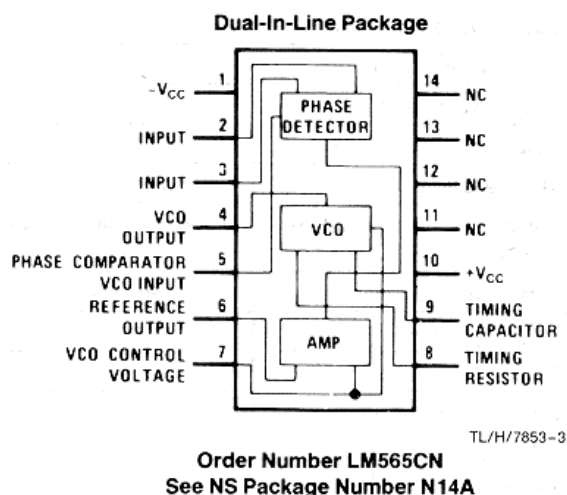 Dual-In-Line Package
1
-VCC
2
INPUT
3
INPUT
4
VCO
OUTPUT
5
PHASE COMPARATOR
VCO INPUT
6
REFERENCE
OUTPUT
7
VCO CONTROL
VOLTAGE
PHASE
DETECTOR
VCO
AMP
14
NC
13
NC
12
NC
11
NC
10
+VCC
9
TIMING
CAPACITOR
8
TIMING
RESISTOR
TL/H/7853-3
Order Number LM565CN
See NS Package Number N14A